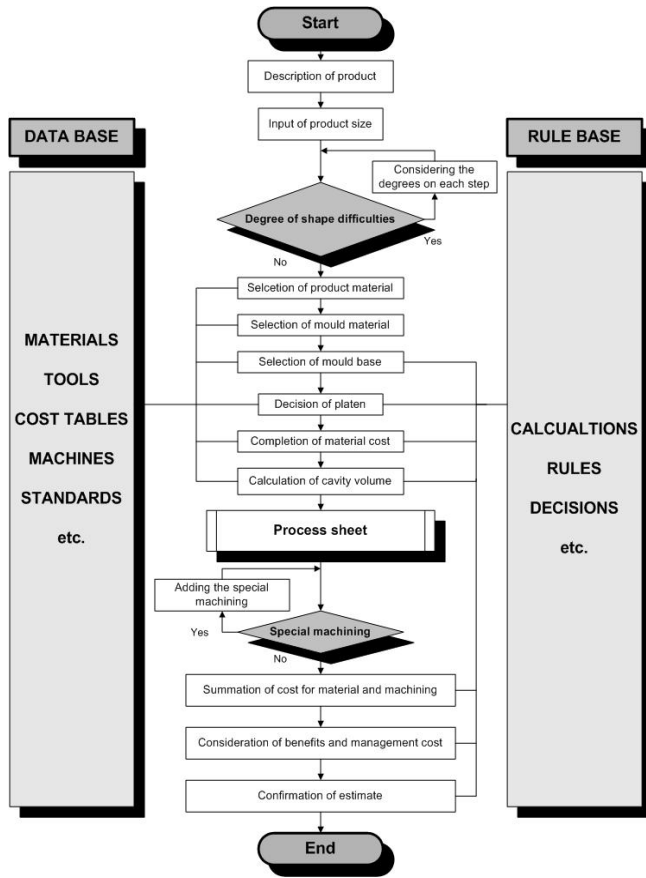 Start
Description of product
Input of product size
DATA BASE
RULE BASE
Considering the
degrees on each step
Degree of shape difficulties
Yes
No
Selcetion of product material
Selection of mould material
Selection of mould base
Decision of platen
Completion of material cost
Calculation of cavity volume
MATERIALS
TOOLS
COST TABLES
MACHINES
STANDARDS
etc.
CALCUALTIONS
RULES
DECISIONS
etc.
Process sheet
Adding the special
machining
Yes
Special machining
No
Summation of cost for material and machining
Consideration of benefits and management cost
Confirmation of estimate
End